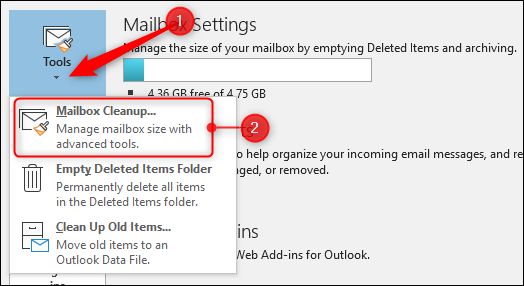 1
Mailbox Settings
Manage the size of your mailbox by emptying Deleted Items and archiving.
Tools
4.36 GB free of 4.75 GB
Mailbox Cleanup...
Manage mailbox size with
advanced tools.
2
to help organize your incoming email messages, and re
aged, or removed.
Empty Deleted Items Folder
Permanently delete all items
in the Deleted Items folder.
Clean Up Old Items...
Move old items to an
Outlook Data File.
ins
Web Add-ins for Outlook.